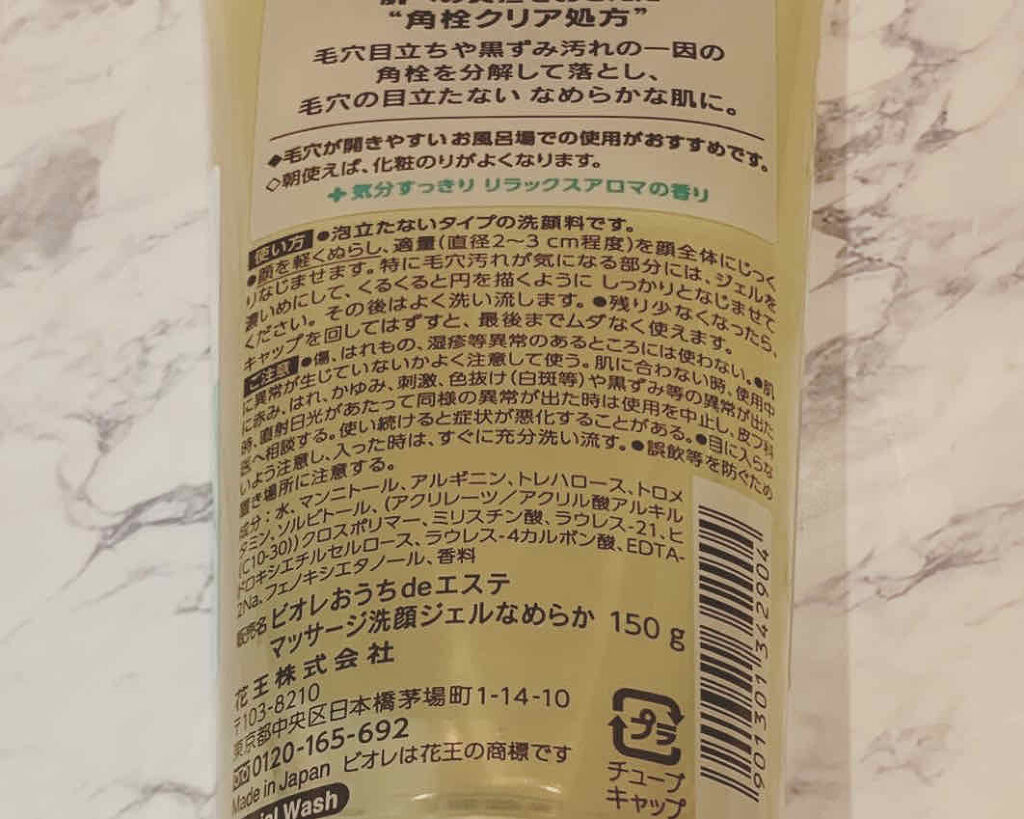 "角栓クリア処方"
毛穴目立ちや黒ずみ汚れの一因の
角栓を分解して落とし、
毛穴の目立たない なめらかな肌に。
◆毛穴が開きやすいお風呂場での使用がおすすめです。
◇朝使えば、化粧のりがよくなります。
気分すっきり リラックスアロマの香り
使い方 ●泡立たないタイプの洗顔料です。
●顔を軽くぬらし、適量(直径2～3 cm程度)を顔全体にじっく
りなじませます。特に毛穴汚れが気になる部分には、ジェルを
濃いめにして、くるくると円を描くように しっかりとなじませて
ください。その後はよく洗い流します。●残り少なくなったら、
キャップを回してはずすと、最後までムダなく使えます。
ご注意 ●傷、はれもの、湿疹等異常のあるところには使わない。●肌
に異常が生じていないかよく注意して使う。肌に合わない時、使用中
に赤み、はれ、かゆみ、刺激、色抜け(白斑等)や黒ずみ等の異常が出た
時、直射日光があたって同様の異常が出た時は使用を中止し、皮フ科
医へ相談する。使い続けると症状が悪化することがある。●目に入らな
いよう注意し、入った時は、すぐに充分洗い流す。●誤飲等を防ぐため
置き場所に注意する。
成分：水、マンニトール、アルギニン、トレハロース、トロメ
タミン、ソルビトール、(アクリレーツ／アクリル酸アルキル
(C10-30))クロスポリマー、ミリスチン酸、ラウレス-21、ヒ
ドロキシエチルセルロース、ラウレス-4カルボン酸、EDTA-
2Na、フェノキシエタノール、香料
販売名 ビオレおうちdeエステ
マッサージ洗顔ジェルなめらか 150 g
花王株式会社
〒103-8210
東京都中央区日本橋茅場町1-14-10
0120-165-692
Made in Japan ビオレは花王の商標です
Wash
プラ
チューブ
キャップ
4901301342904